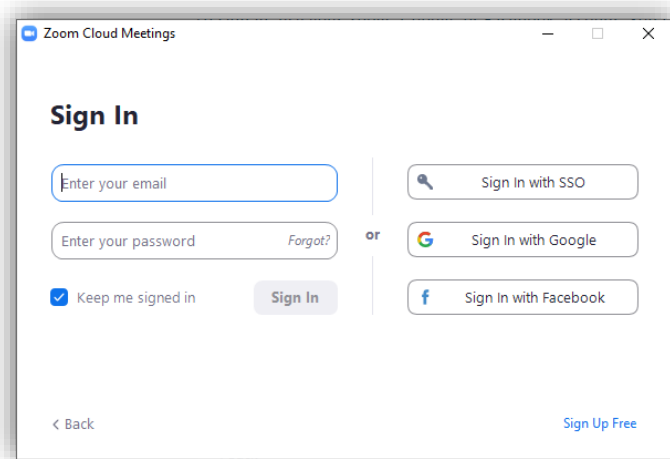 Zoom Cloud Meetings
Sign In
Enter your email
Enter your password Forgot?
Keep me signed in Sign In
or
Sign In with SSO
Sign In with Google
Sign In with Facebook
< Back
Sign Up Free